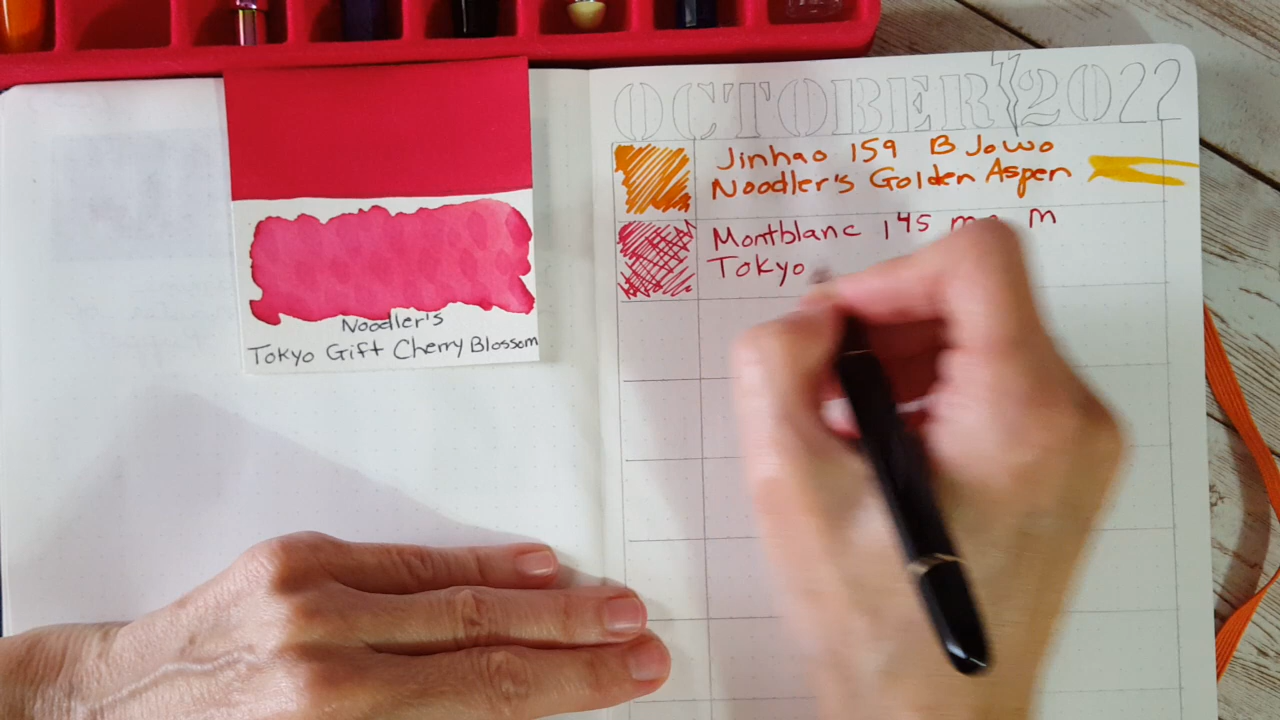 Noodler's
Tokyo Gift Cherry Blossom
OCTOBER 2022
Jinhao 159 B Jowo
Noodler's Golden Aspen
Montblanc 145 M
Tokyo